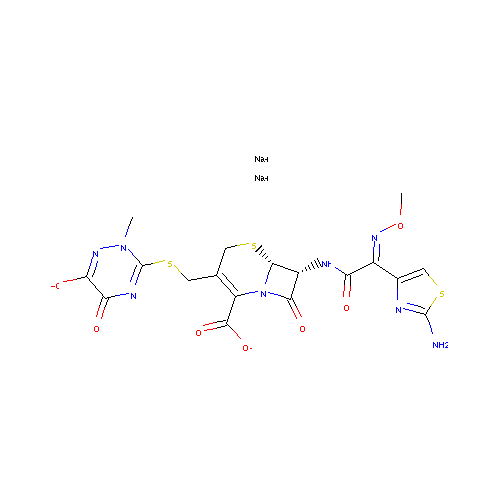 Na+
Na+
O
N
N N S
S NH
-O N N S
O N
O O O
O- NH2